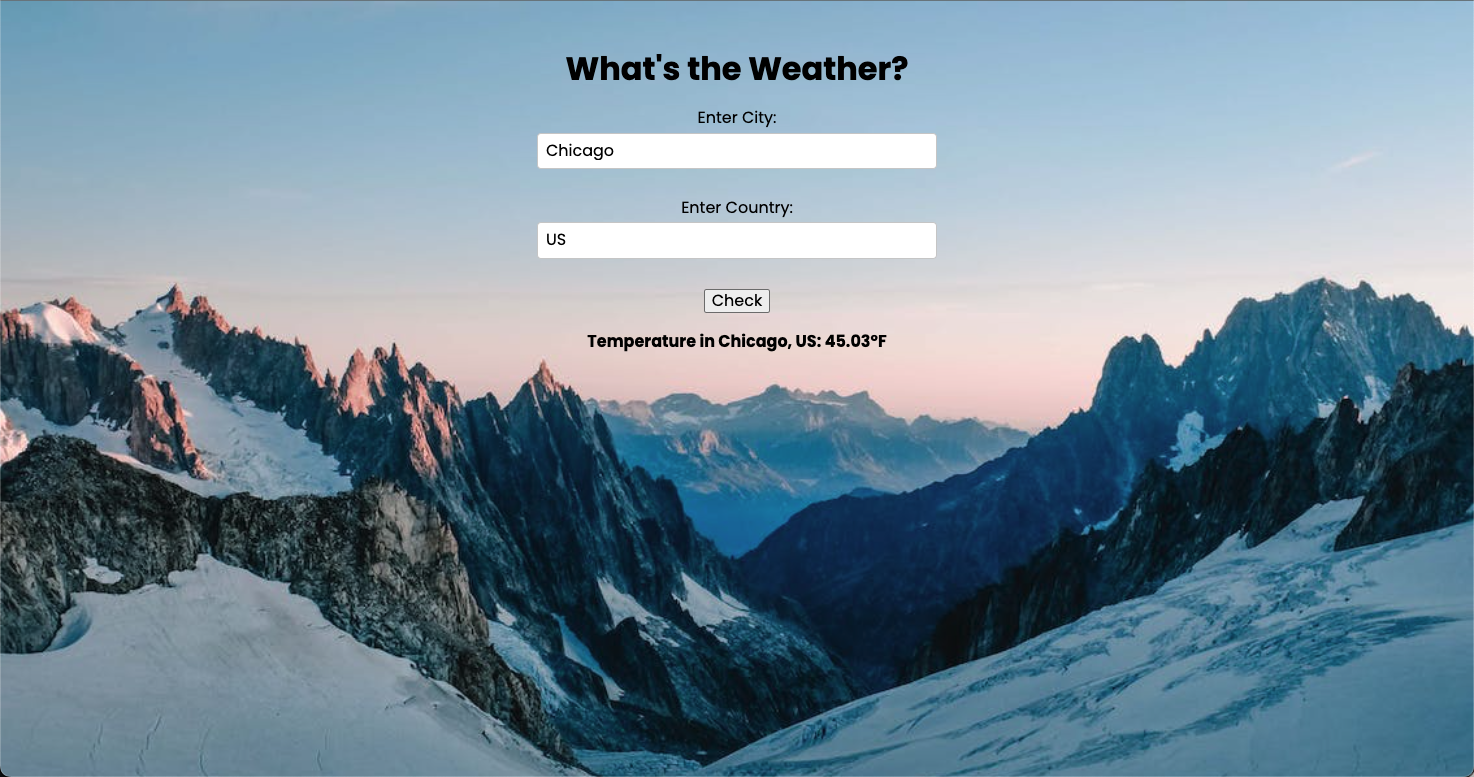 What's the Weather?
Enter City:
Chicago
Enter Country:
US
Check
Temperature in Chicago, US: 45.03°F